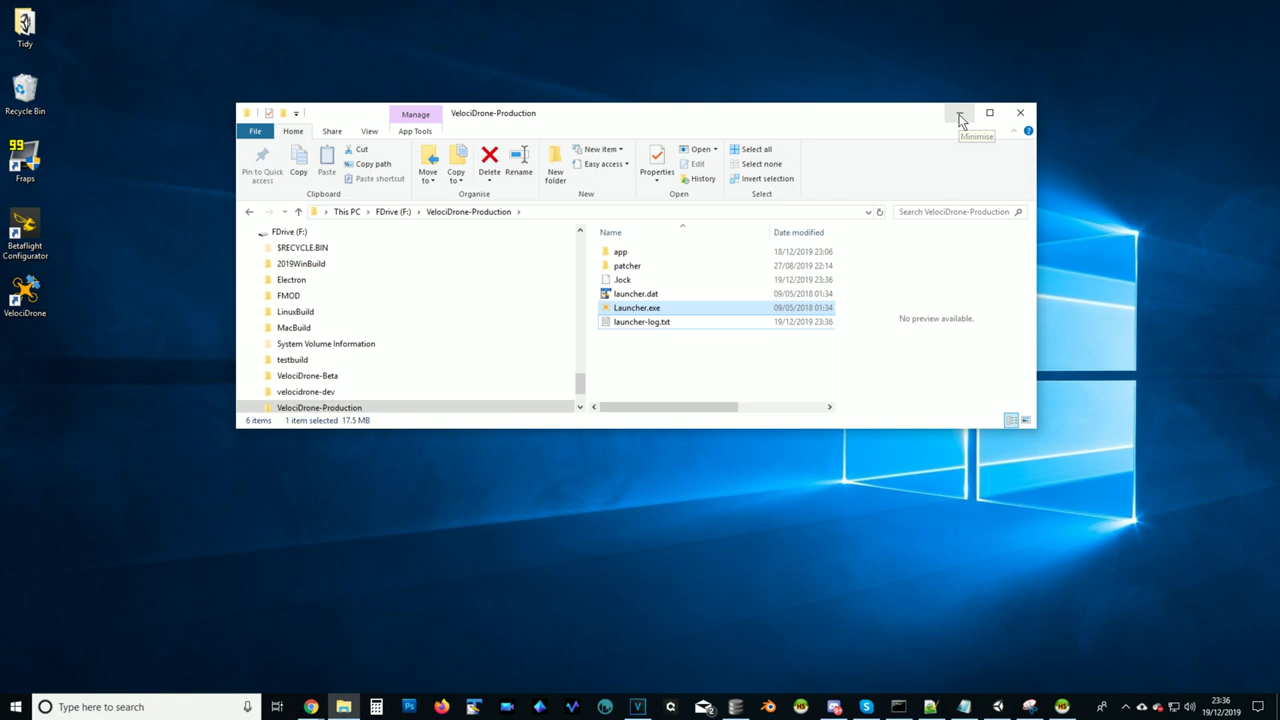 Tidy
Recycle Bin
99
Fraps
Betaflight
Configurator
VelociDrone
Manage
VelociDrone-Production
Minimise
File
Home
Share
View
App Tools
Pin to Quick
access
Copy
Paste
Cut
Copy path
Paste shortcut
Clipboard
Move
to
Copy
to
Delete
Rename
Organise
New
folder
New item
Easy access
New
Properties
Open
Edit
History
Open
Select all
Select none
Invert selection
Select
This PC > FDrive (F:) > VelociDrone-Production >
Search VelociDrone-Production
FDrive (F:)
$RECYCLE.BIN
2019WinBuild
Electron
FMOD
LinuxBuild
MacBuild
System Volume Information
testbuild
VelociDrone-Beta
velocidrone-dev
VelociDrone-Production
Name Date modified
app 18/12/2019 23:06
patcher 27/08/2019 22:14
.lock 19/12/2019 23:36
launcher.dat 09/05/2018 01:34
Launcher.exe 09/05/2018 01:34
launcher-log.txt 19/12/2019 23:36
No preview available.
6 items 1 item selected 17.5 MB
Type here to search
23:36
19/12/2019